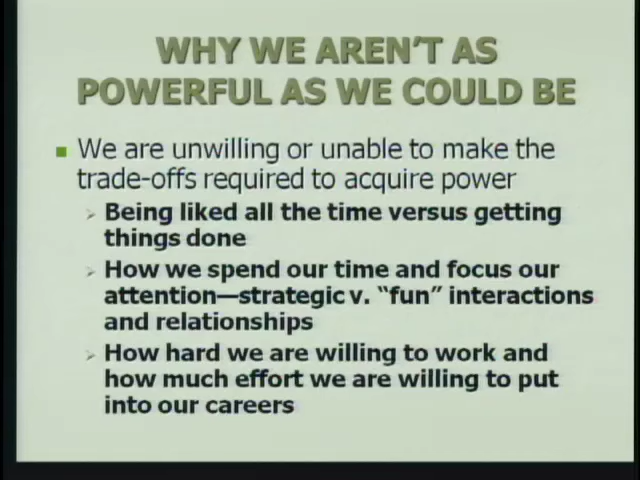 WHY WE AREN'T AS
POWERFUL AS WE COULD BE
We are unwilling or unable to make the
trade-offs required to acquire power
Being liked all the time versus getting
things done
How we spend our time and focus our
attention—strategic v. “fun” interactions
and relationships
How hard we are willing to work and
how much effort we are willing to put
into our careers